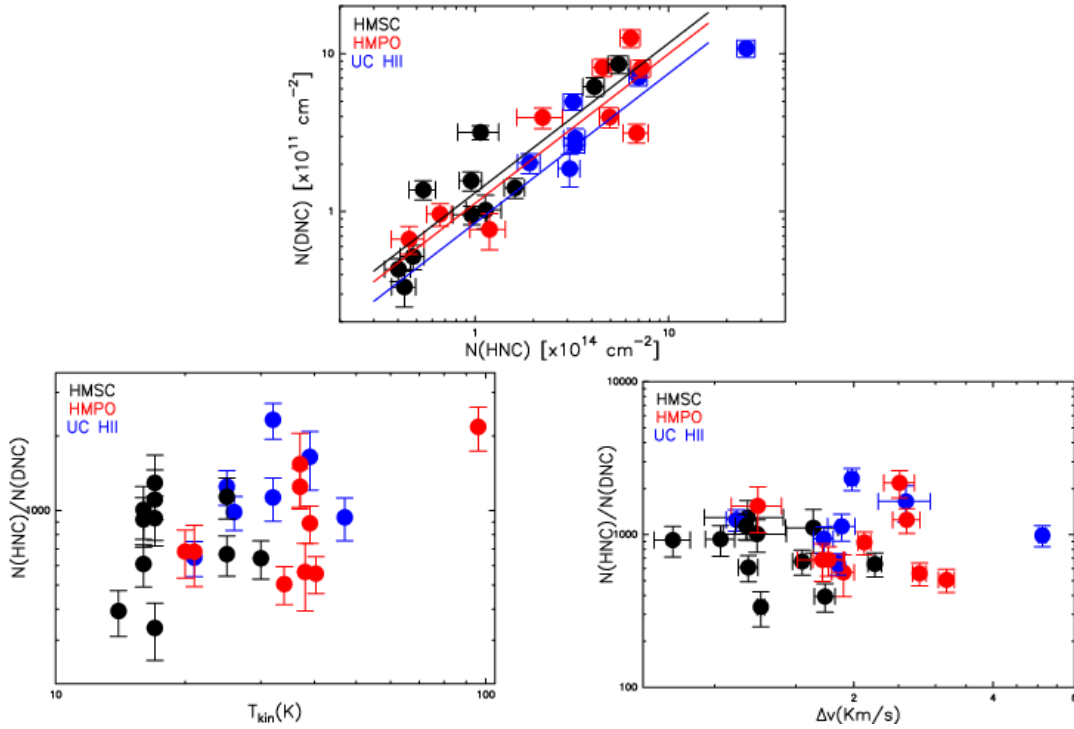 HMSC
HMPO
UC HII
N(DNC) [x10¹¹ cm⁻²]
10
1
1
10
N(HNC) [x10¹⁴ cm⁻²]
HMSC
HMPO
UC HII
N(HNC)/N(DNC)
1000
10
100
T_kin(K)
HMSC
HMPO
UC HII
N(HNC)/N(DNC)
10000
1000
100
2
4
6
Δv(Km/s)